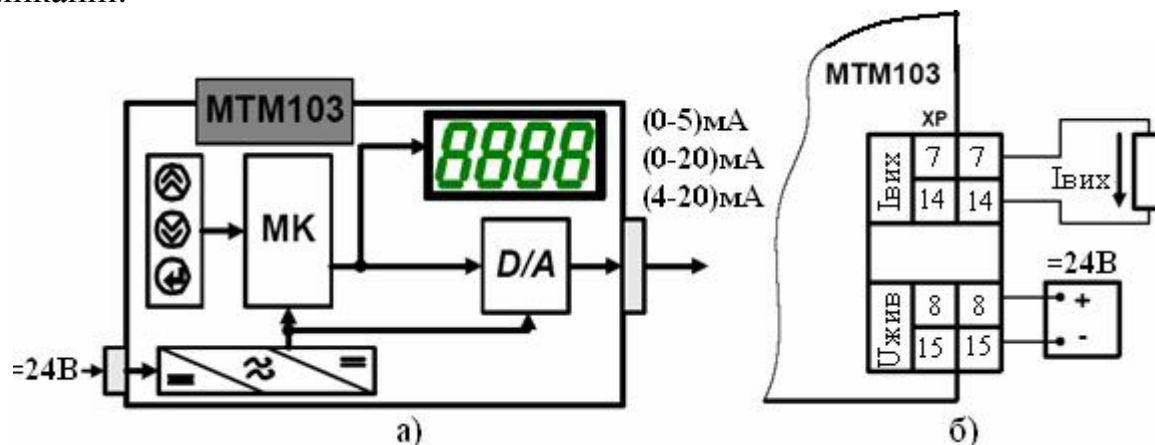 МТМ103
8888
(0-5)мА
(0-20)мА
(4-20)мА
МК
D/A
=24В
а)
МТМ103
ХР
Iвих
7 7
14 14
Iвих
=24В
Uжив
8 8
15 15
+
-
б)